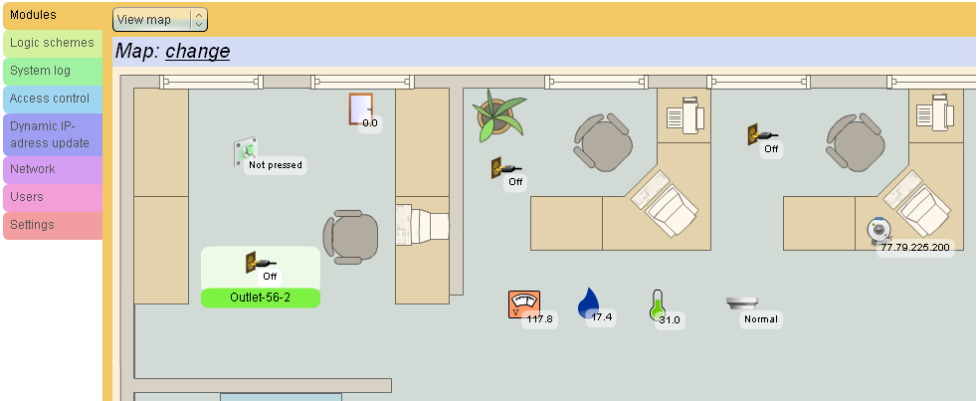 Modules
Logic schemes
System log
Access control
Dynamic IP-
adress update
Network
Users
Settings
View map
Map: change
0.0
Not pressed
Off
Outlet-56-2
Off
Off
77.79.225.200
V
117.8
17.4
31.0
Normal